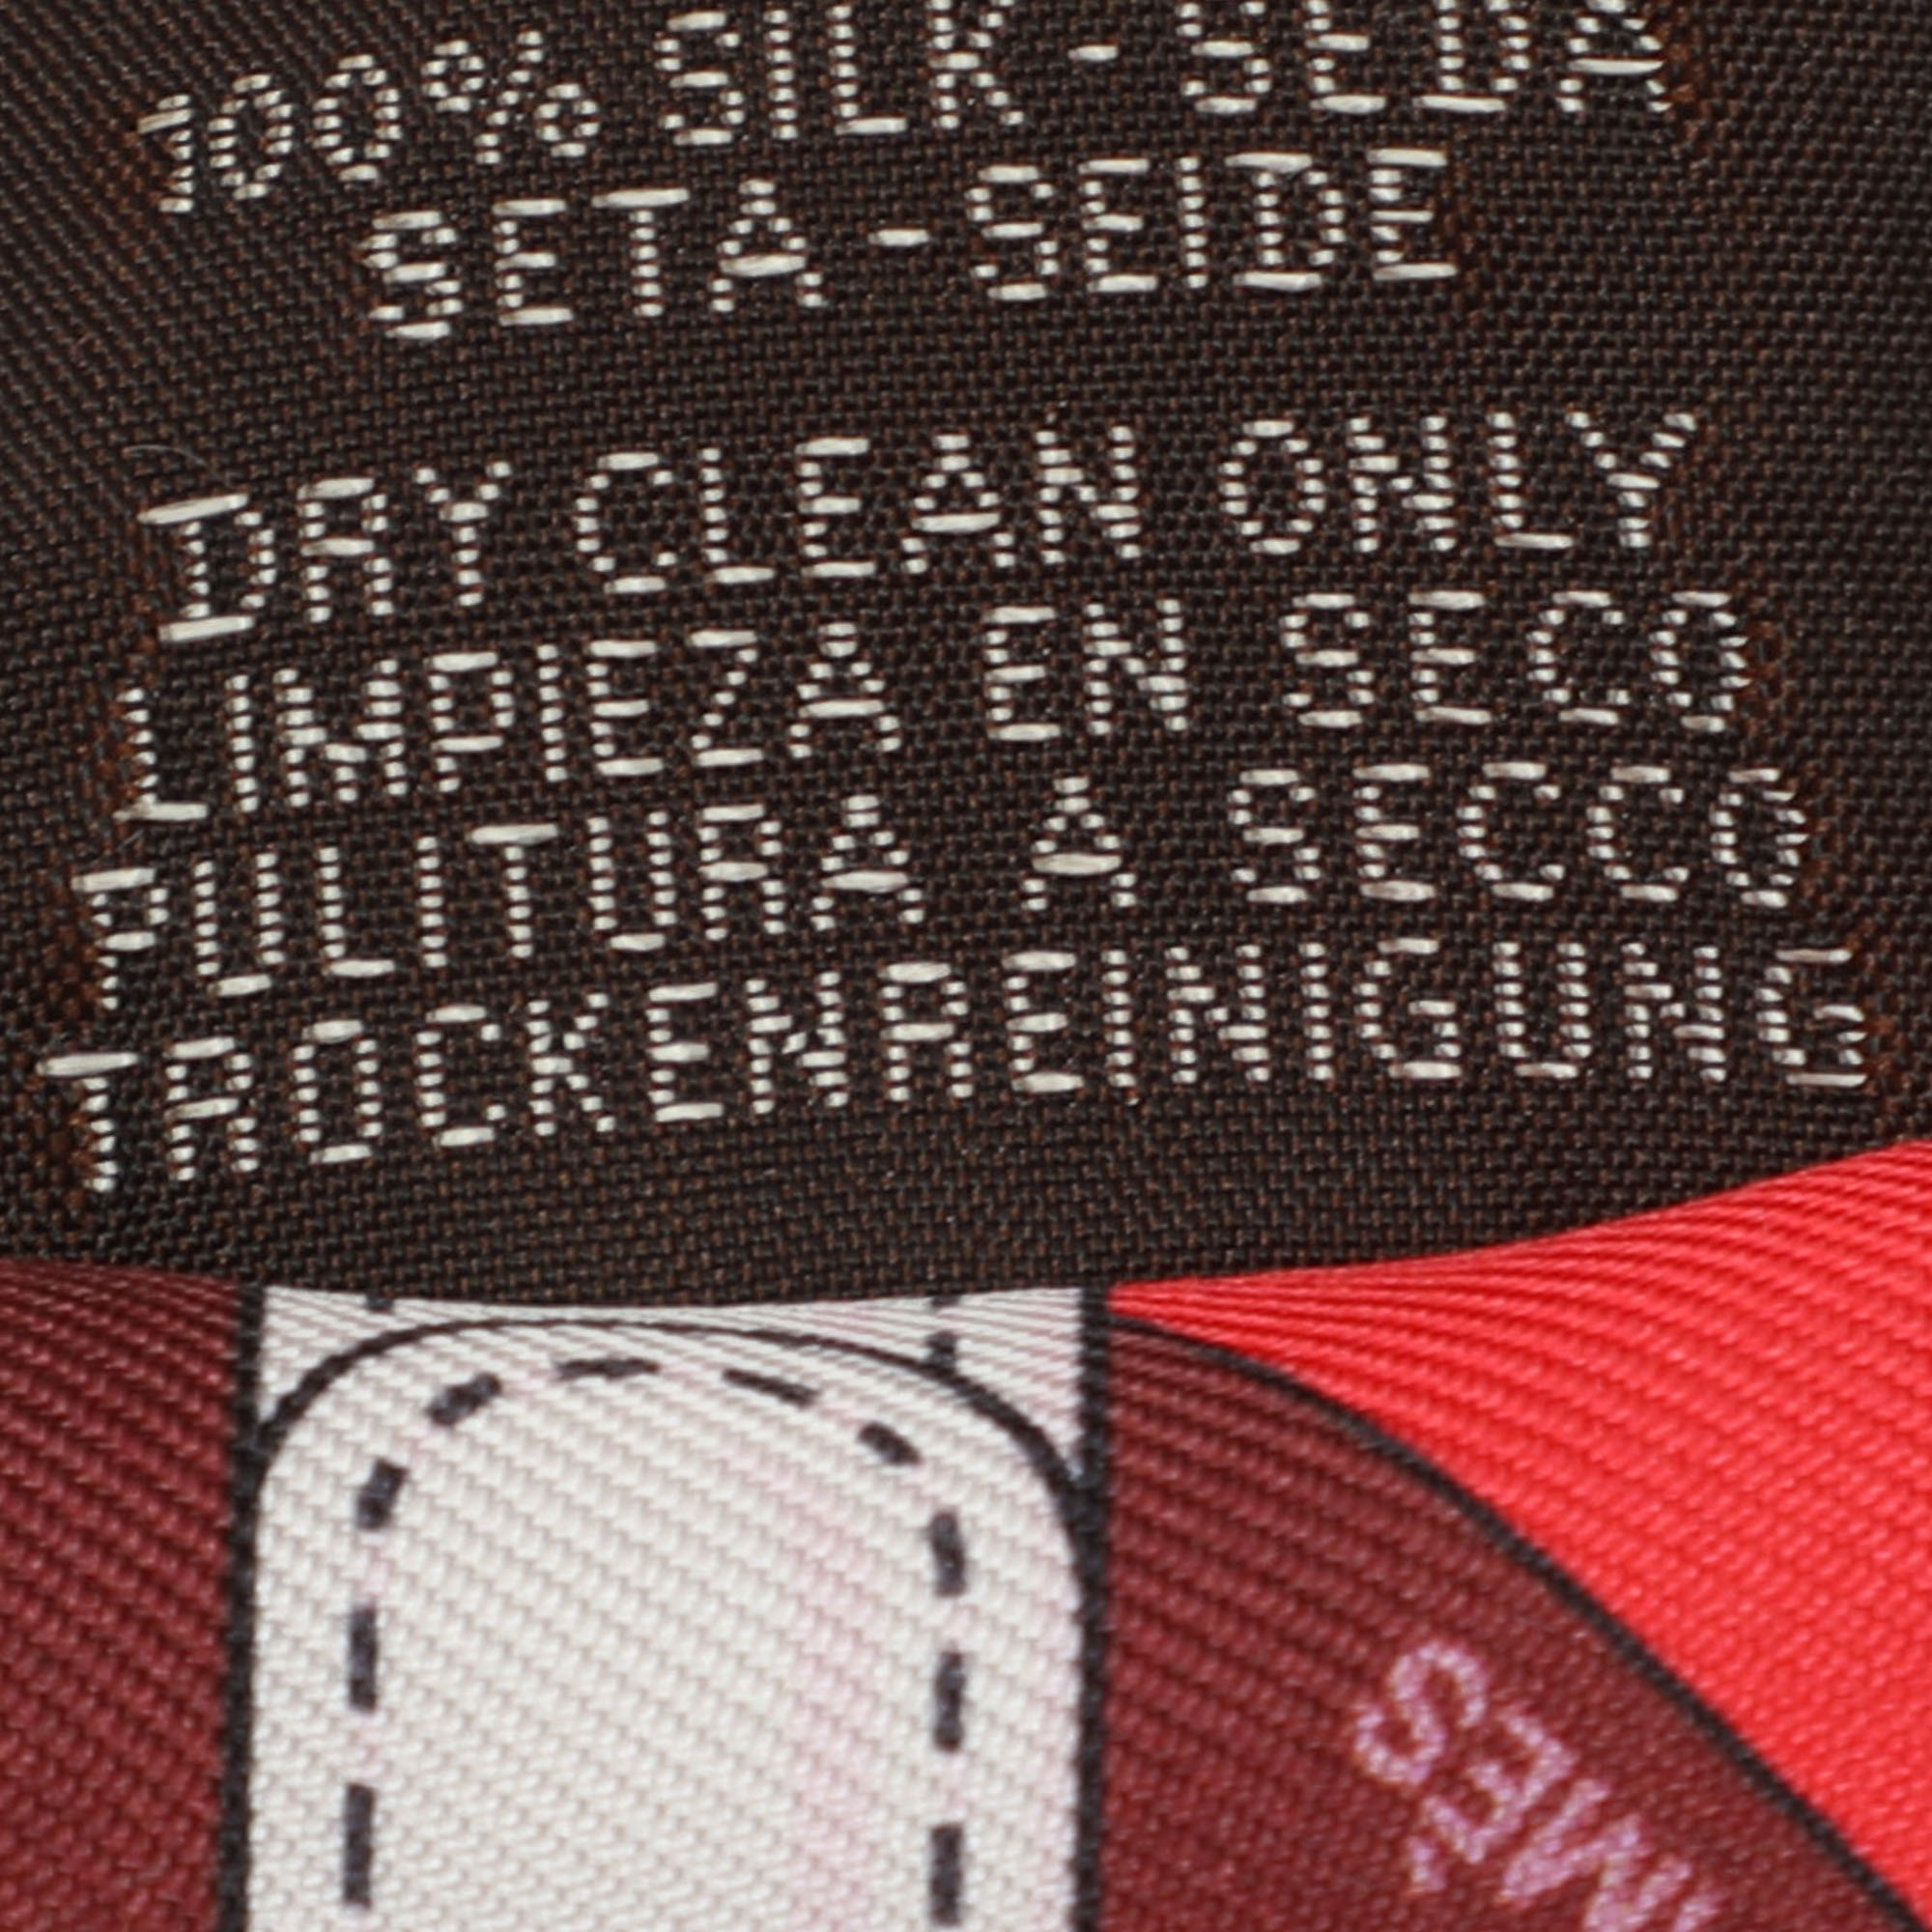 100% SILK - SEDA
SETA - SEIDE
DRY CLEAN ONLY
LIMPIEZA EN SECO
PULITURA A SECCO
TROCKENREINIGUNG